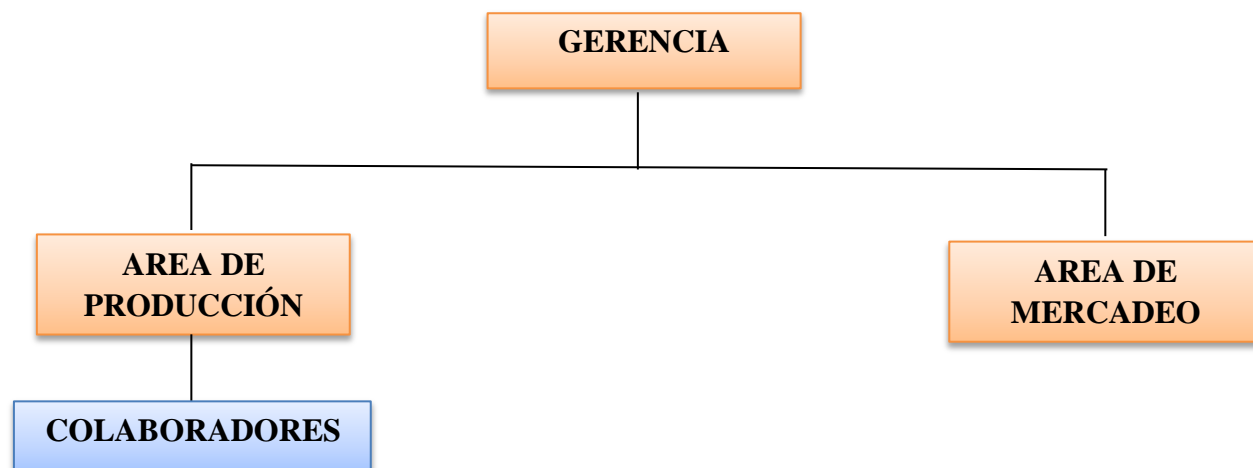 GERENCIA
AREA DE
PRODUCCIÓN
AREA DE
MERCADEO
COLABORADORES